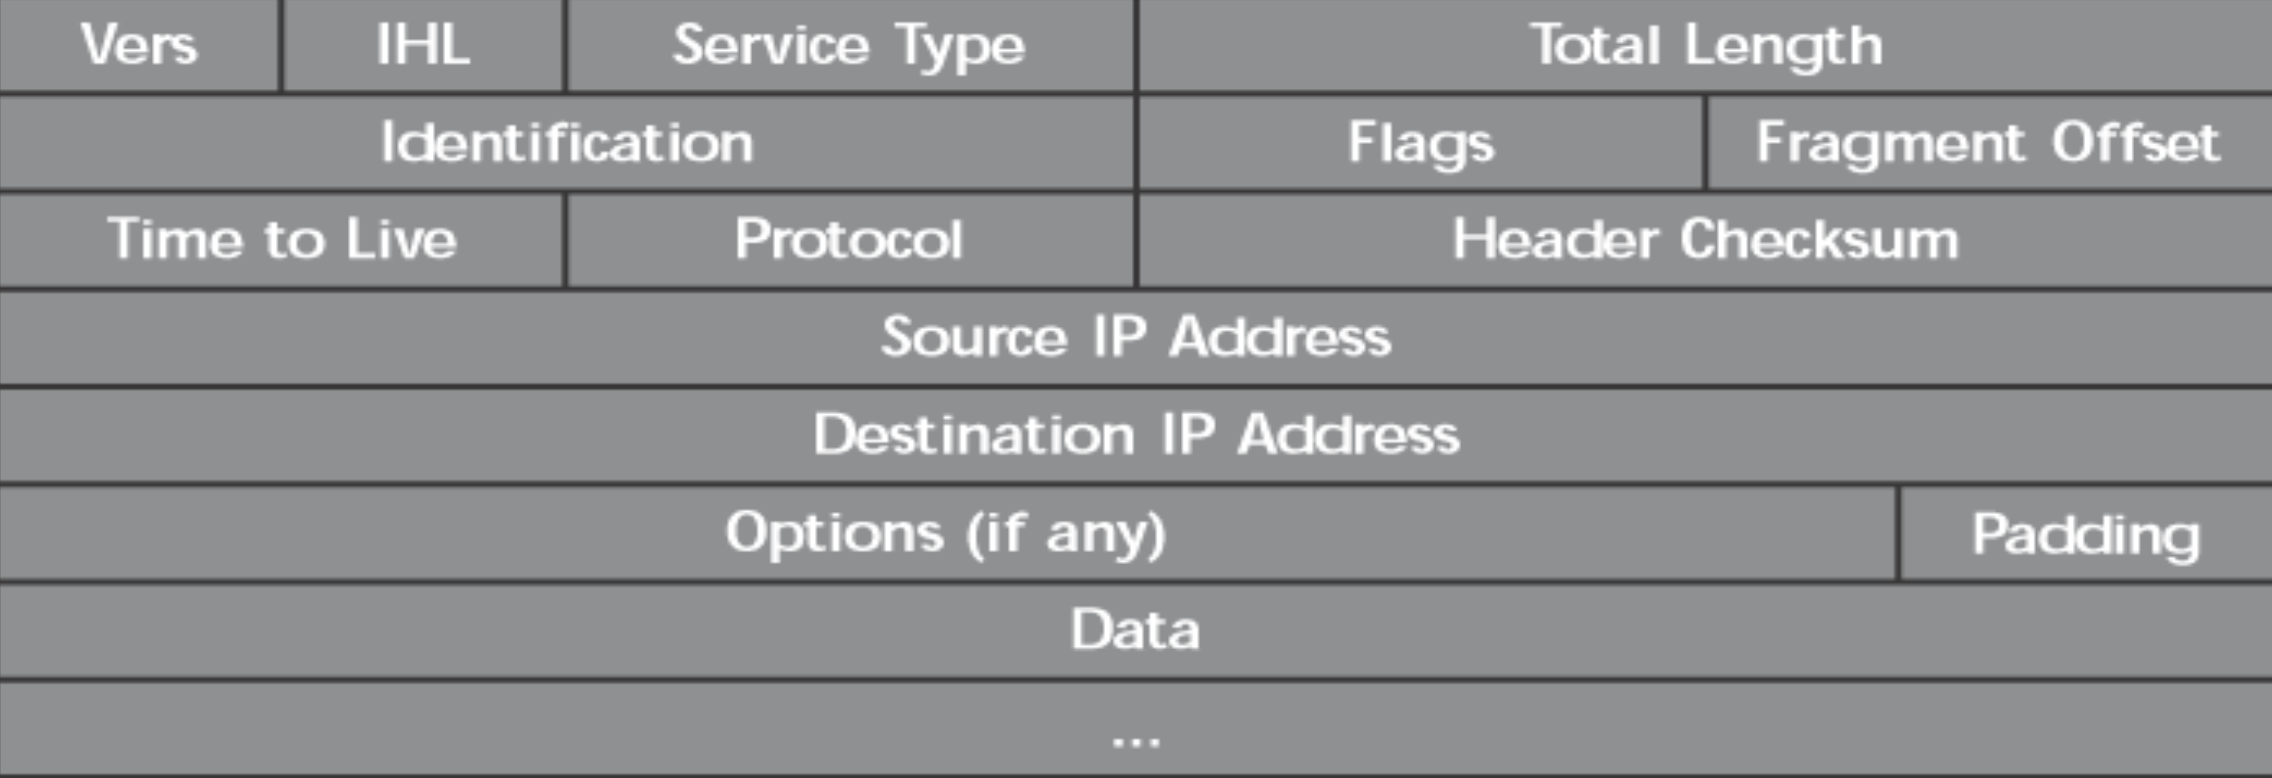 Vers IHL Service Type Total Length
Identification Flags Fragment Offset
Time to Live Protocol Header Checksum
Source IP Address
Destination IP Address
Options (if any) Padding
Data
...